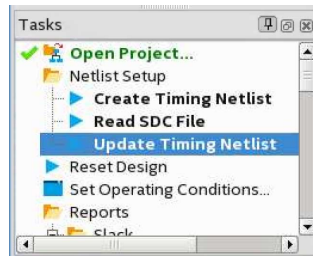 Tasks
Open Project...
Netlist Setup
Create Timing Netlist
Read SDC File
Update Timing Netlist
Reset Design
Set Operating Conditions...
Reports
Slack